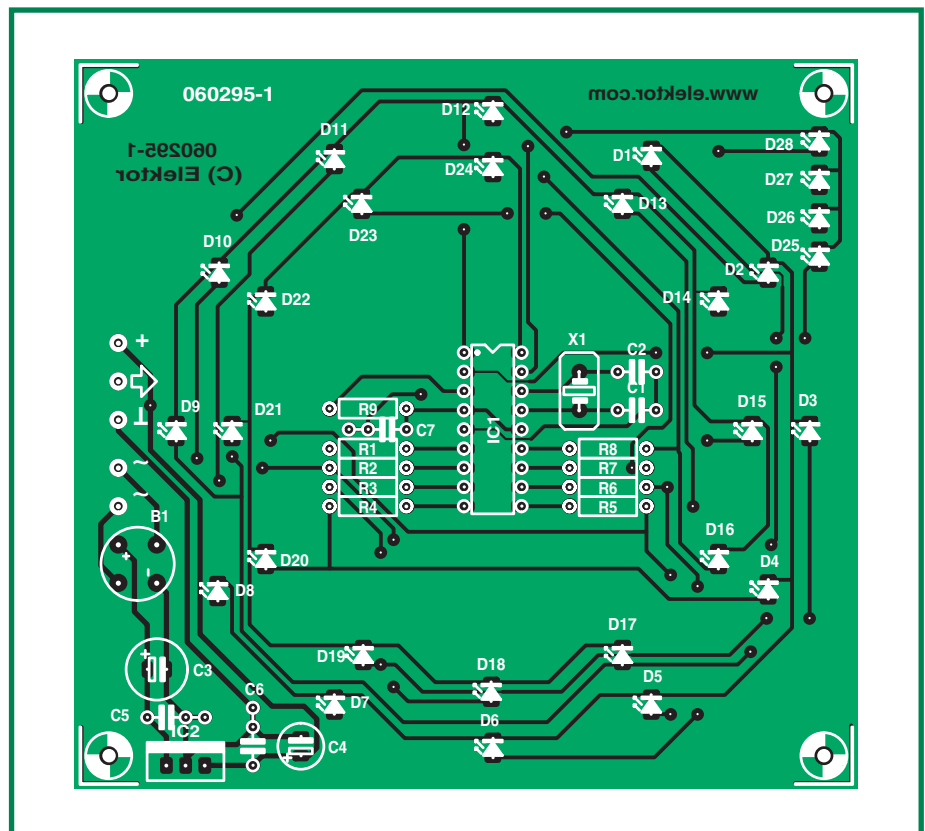 060295-1
www.elektor.com
D12
D11
D28
060295-1
D1
(C) Elektor
D24
D27
D13
D26
D23
D10
D25
D2
D22
D14
+
X1
C2
C1
R9
D9
D21
D15
D3
C7
IC1
R1
R8
~
R2
R7
R3
R6
~
R4
R5
B1
D16
+
D20
D4
-
D8
D17
+
D19
D18
C3
C6
D7
D5
C5
IC2
D6
C4
+